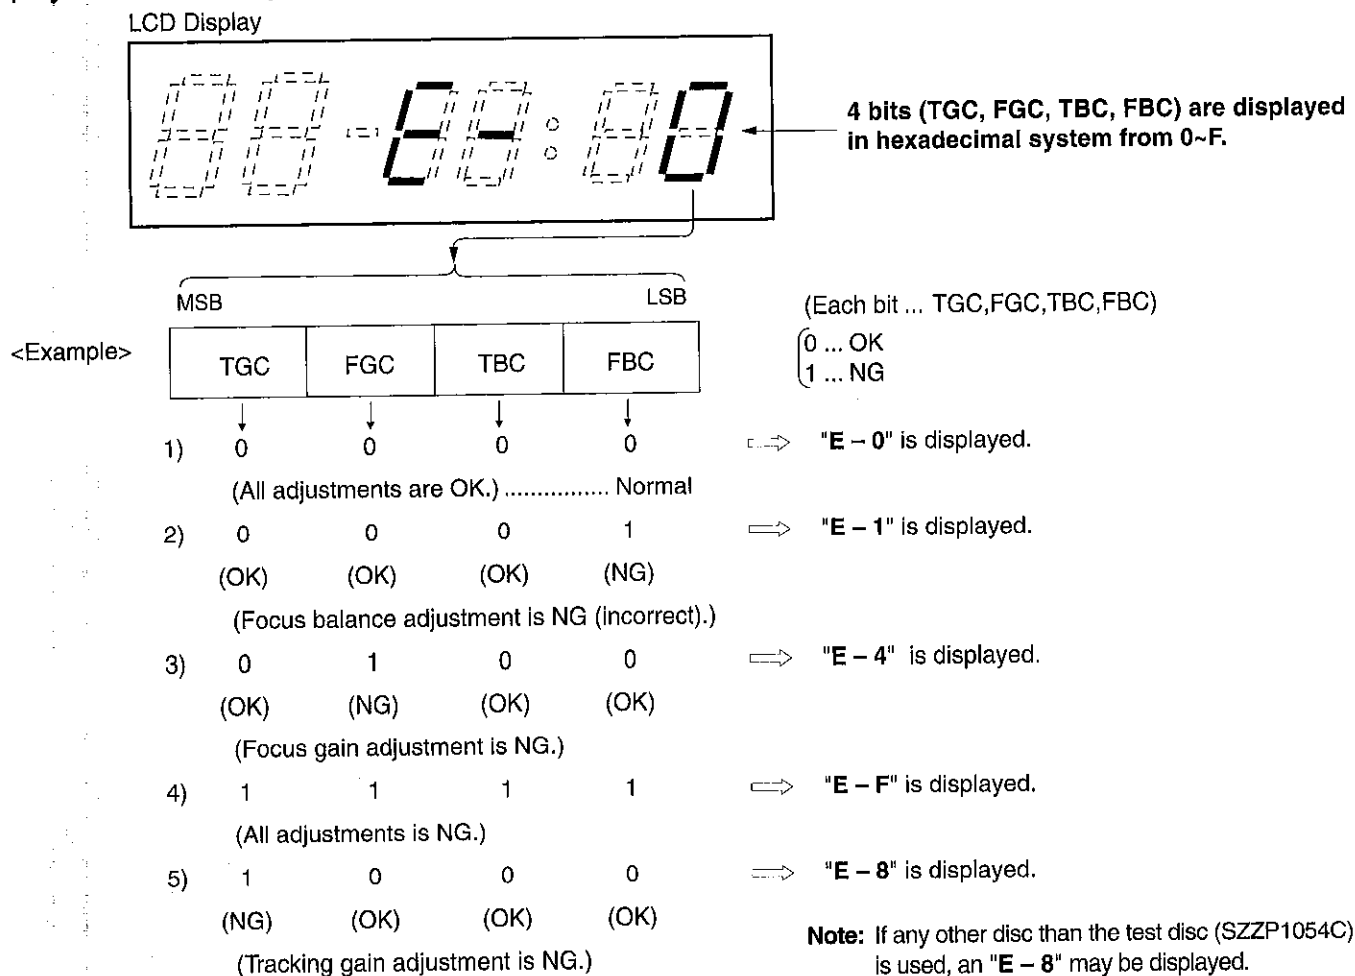 LCD Display
E - 0
4 bits (TGC, FGC, TBC, FBC) are displayed
in hexadecimal system from 0~F.
MSB LSB
(Each bit ... TGC,FGC,TBC,FBC)
0 ... OK
1 ... NG
<Example>
TGC FGC TBC FBC
1) 0 0 0 0 "E – 0" is displayed.
(All adjustments are OK.) ................ Normal
2) 0 0 0 1 "E – 1" is displayed.
(OK) (OK) (OK) (NG)
(Focus balance adjustment is NG (incorrect).)
3) 0 1 0 0 "E – 4" is displayed.
(OK) (NG) (OK) (OK)
(Focus gain adjustment is NG.)
4) 1 1 1 1 "E – F" is displayed.
(All adjustments is NG.)
5) 1 0 0 0 "E – 8" is displayed.
(NG) (OK) (OK) (OK)
(Tracking gain adjustment is NG.)
Note: If any other disc than the test disc (SZZP1054C)
is used, an "E – 8" may be displayed.